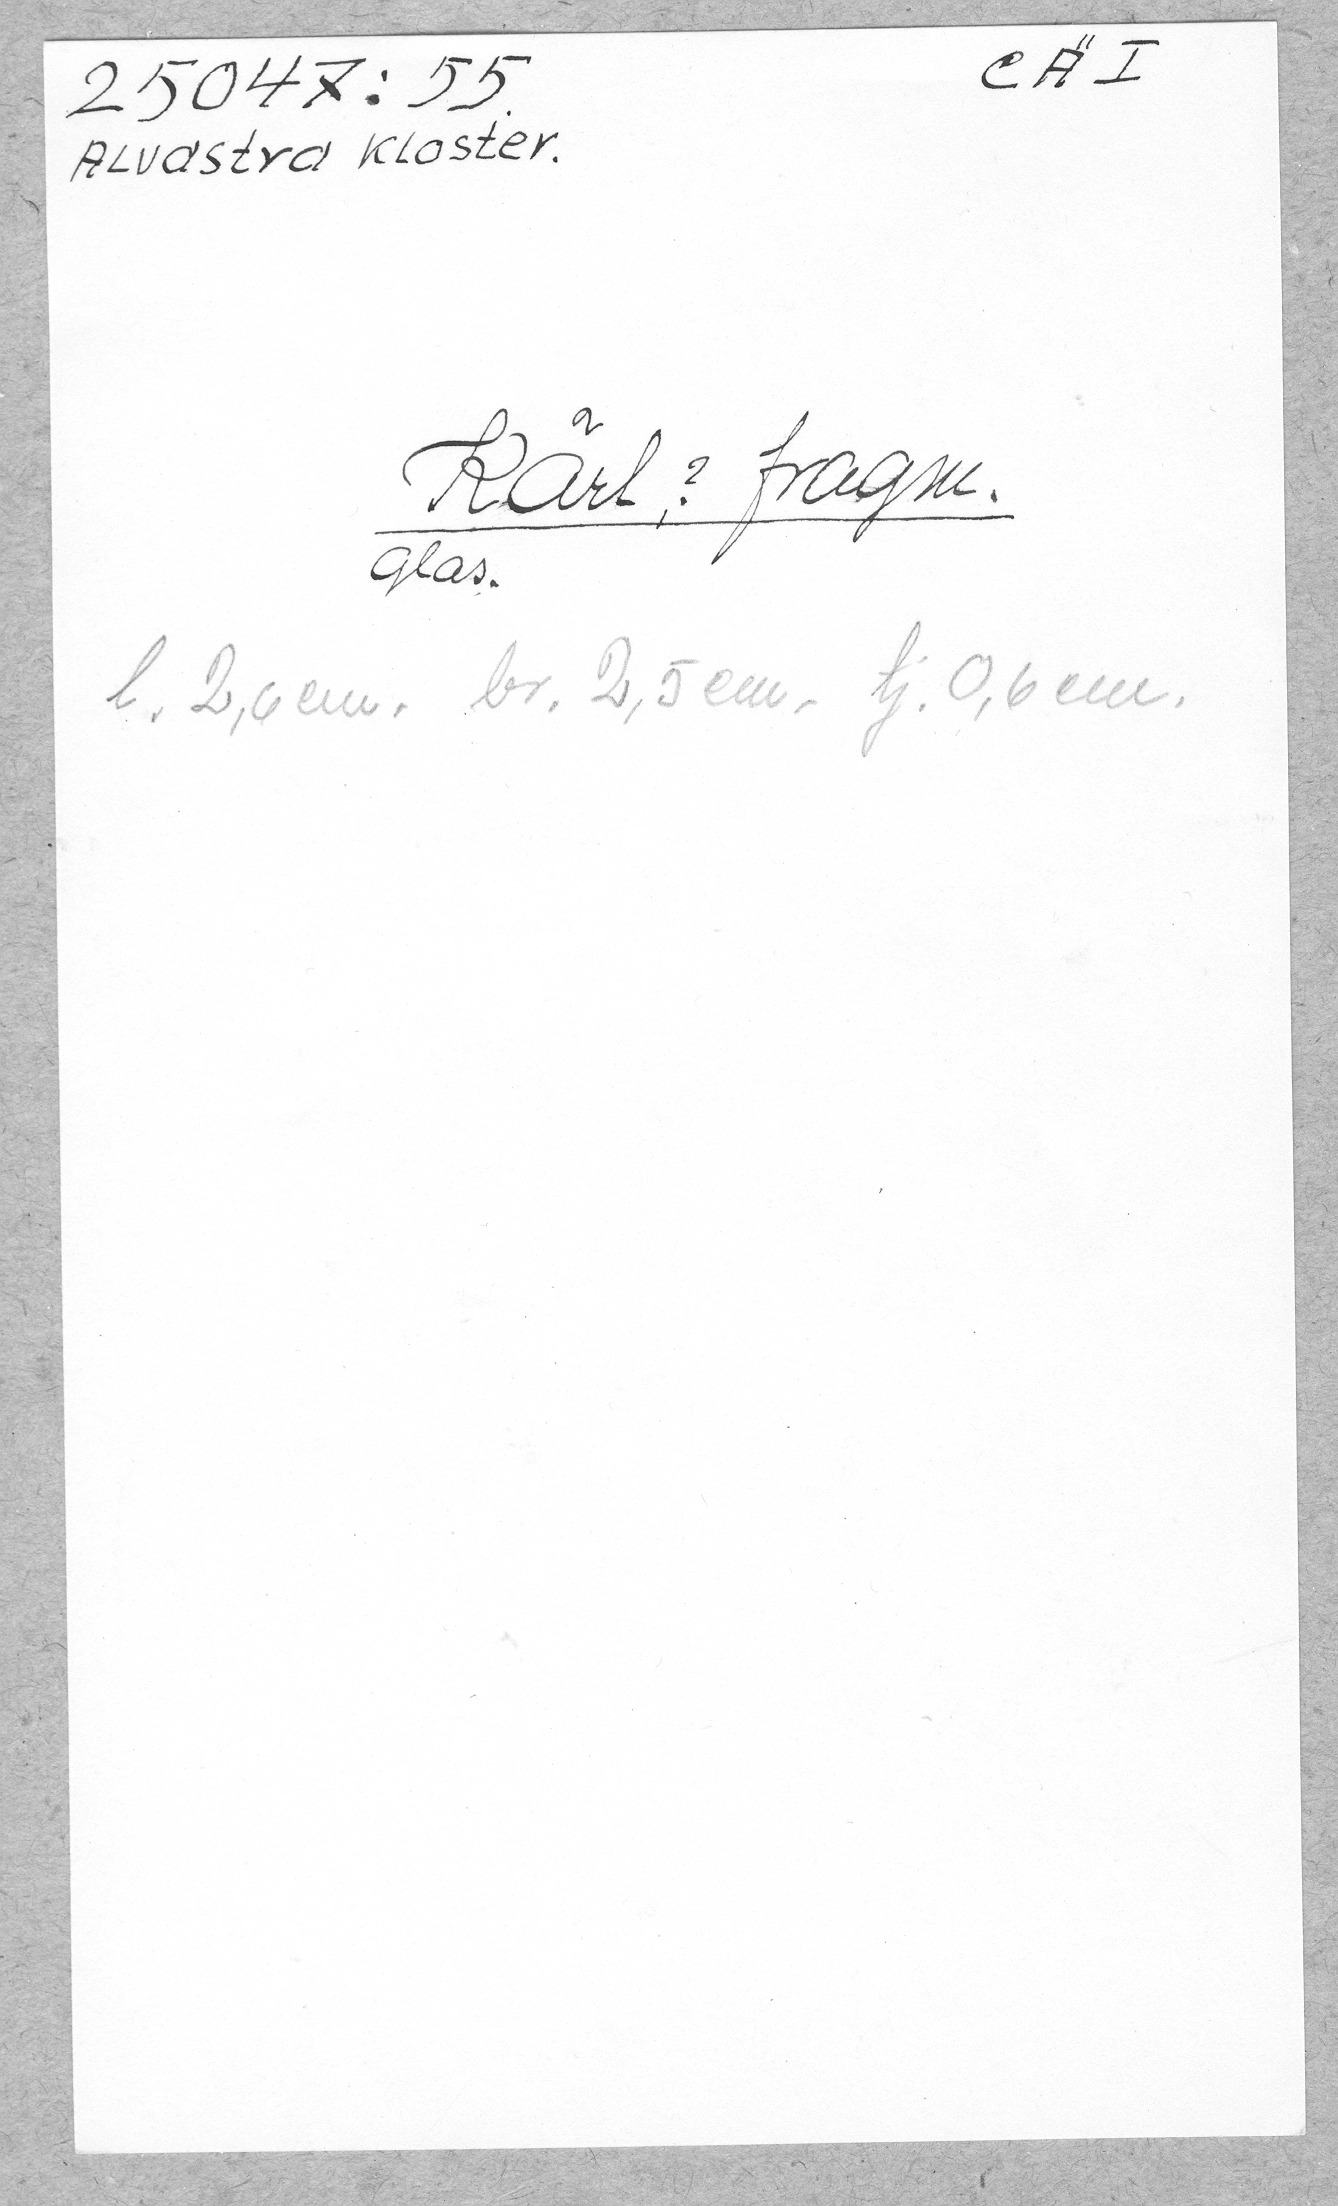 25047:55. CÄI
Alvastra Kloster.
Kärl,? fragm.
glas.
l. 2,6 cm. br. 2,5 cm. tj. 0,6 cm.